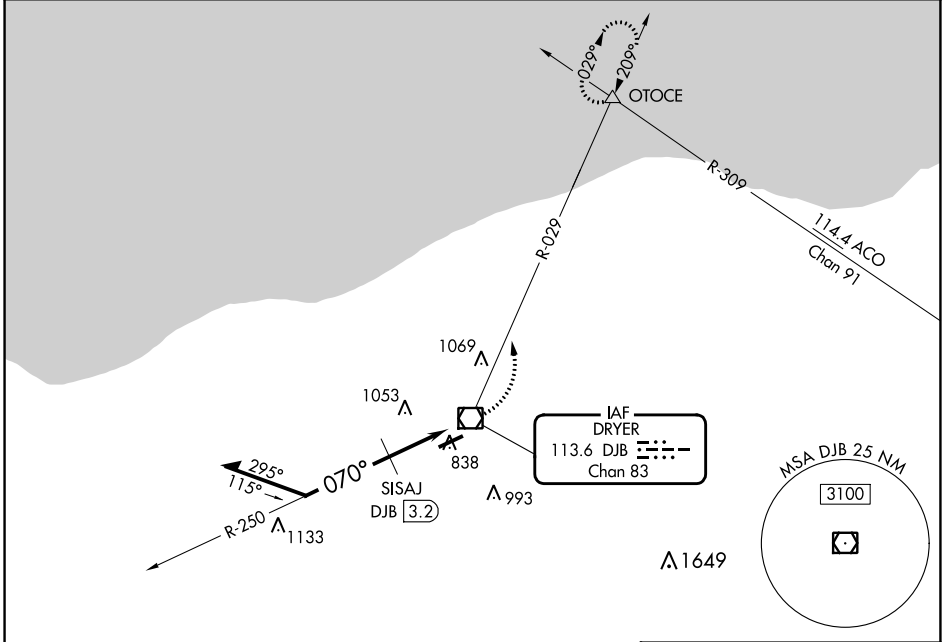 029°
209°
OTOCE
R-309
114.4 ACO
Chan 91
R-029
1069
1053
IAF
DRYER
113.6 DJB
Chan 83
838
SISAJ
DJB 3.2
070°
295°
115°
R-250
1133
993
1649
MSA DJB 25 NM
3100